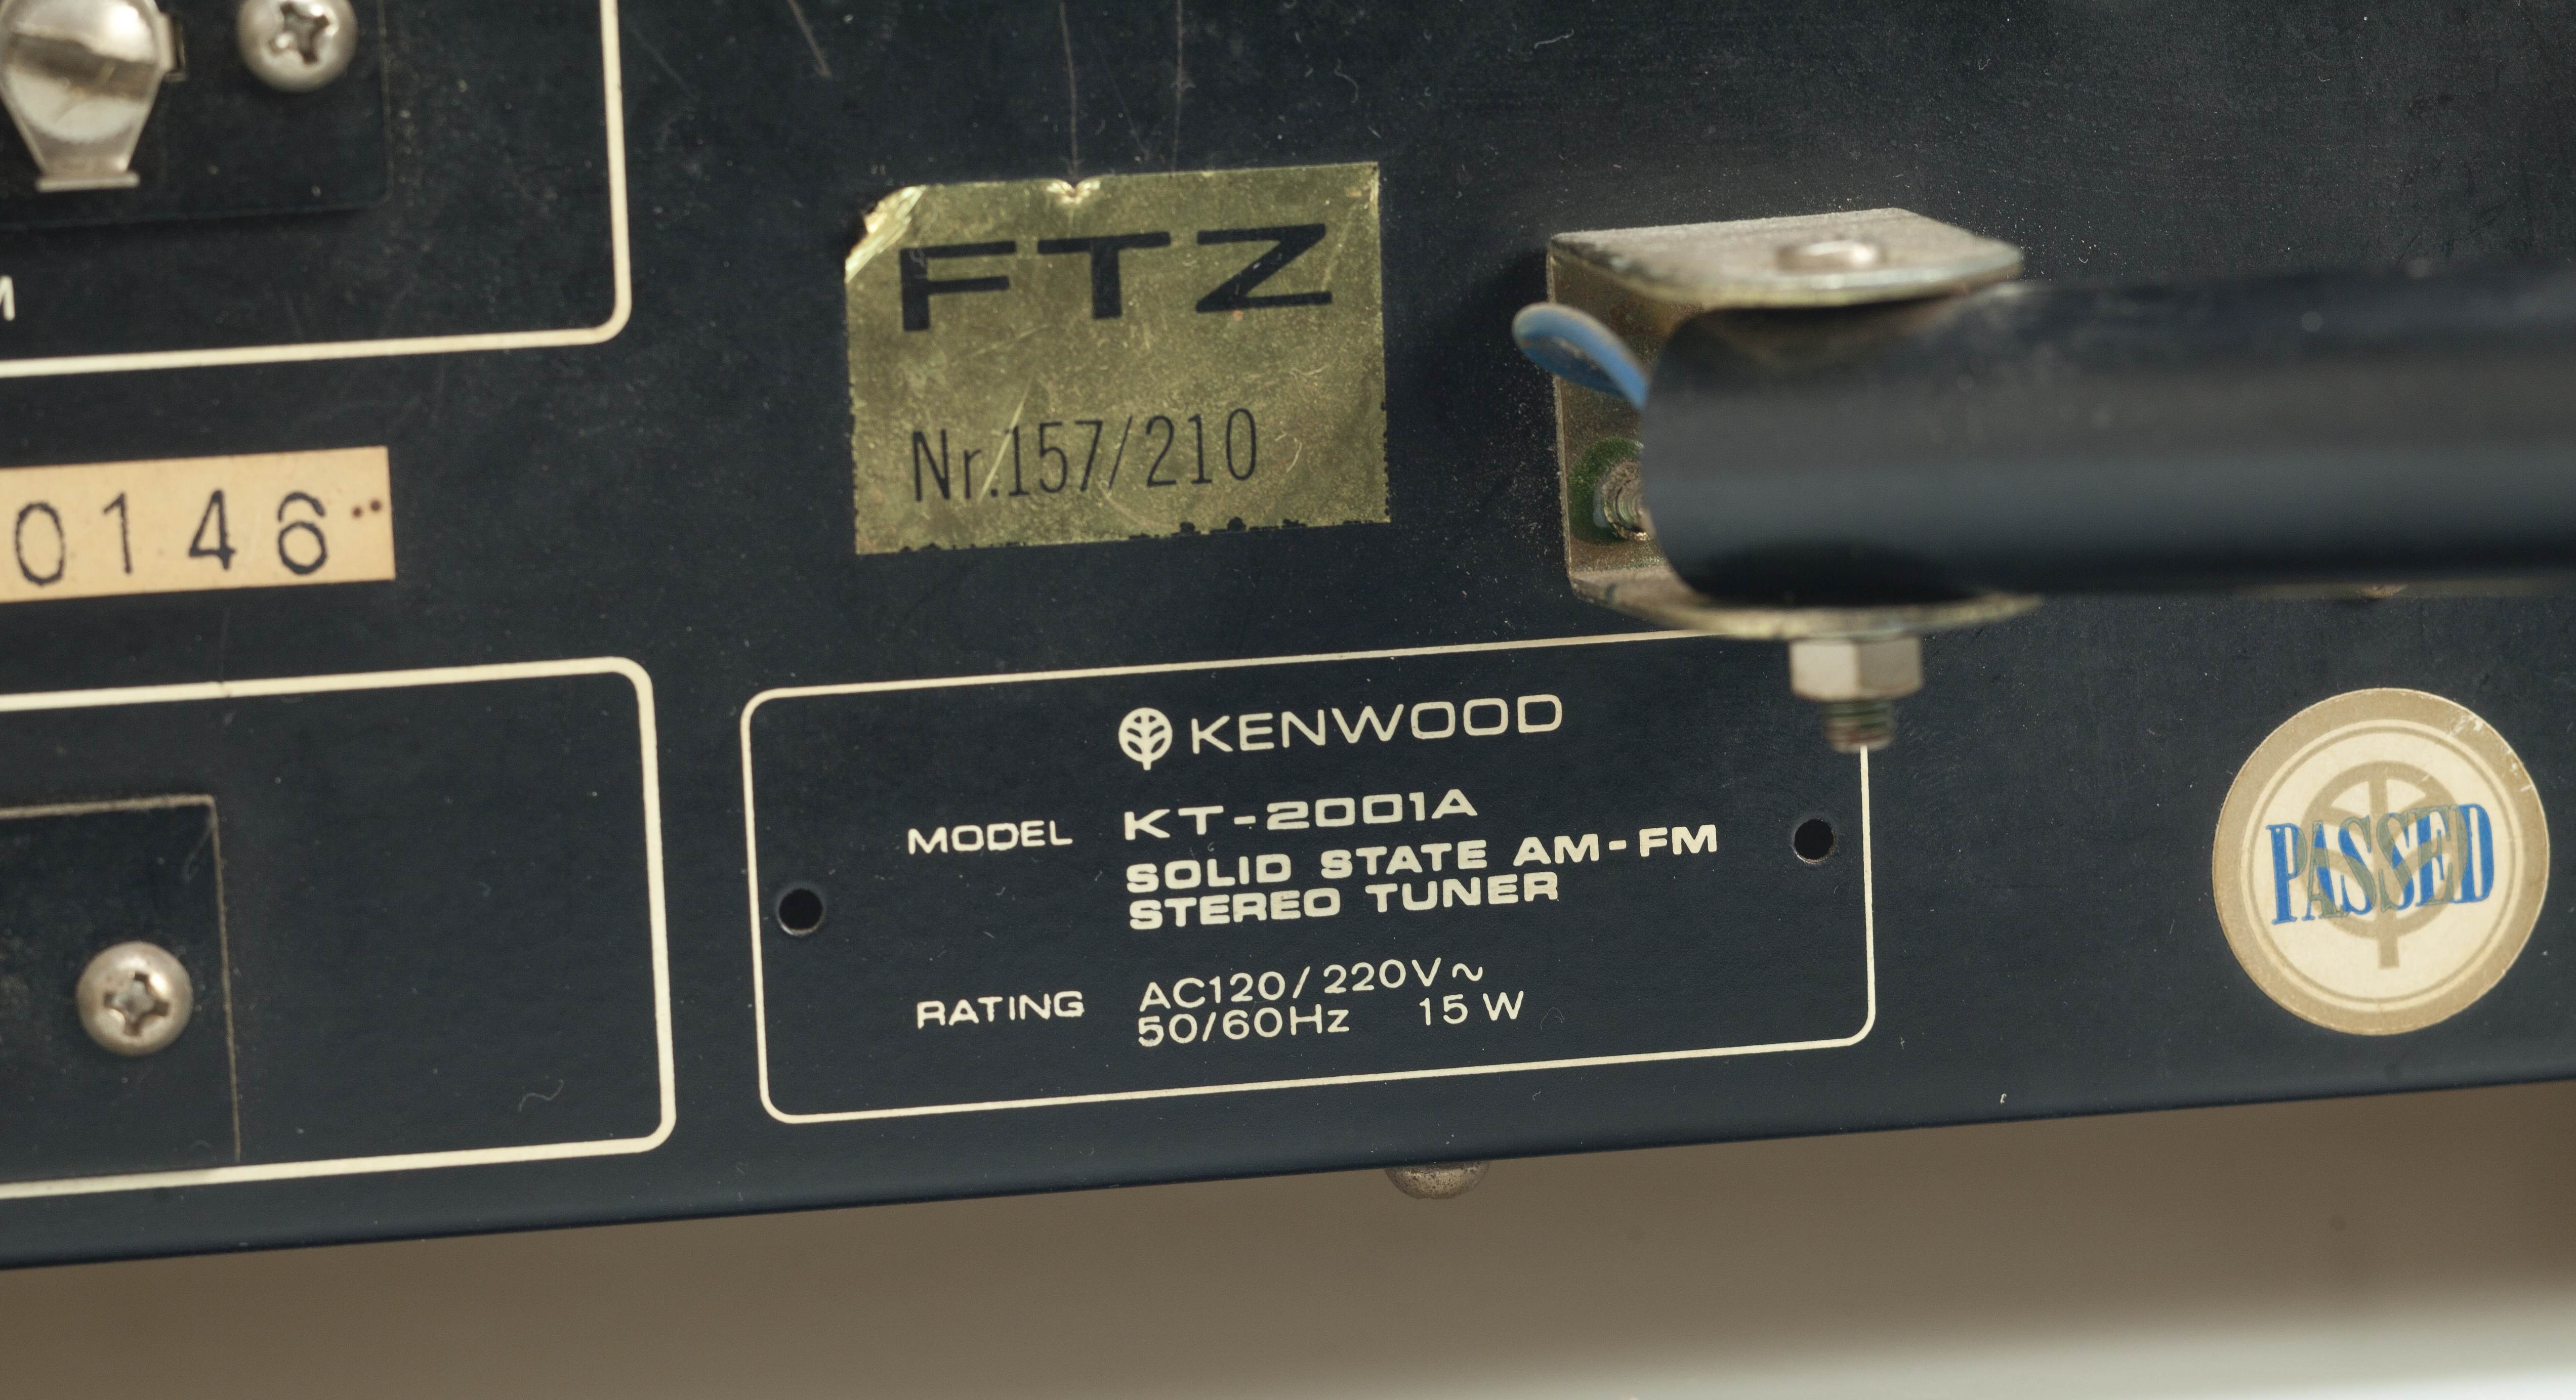 FTZ
Nr.157/210
0146
KENWOOD
MODEL KT-2001A
SOLID STATE AM-FM
STEREO TUNER
RATING AC120/220V~
50/60Hz 15W
PASSED